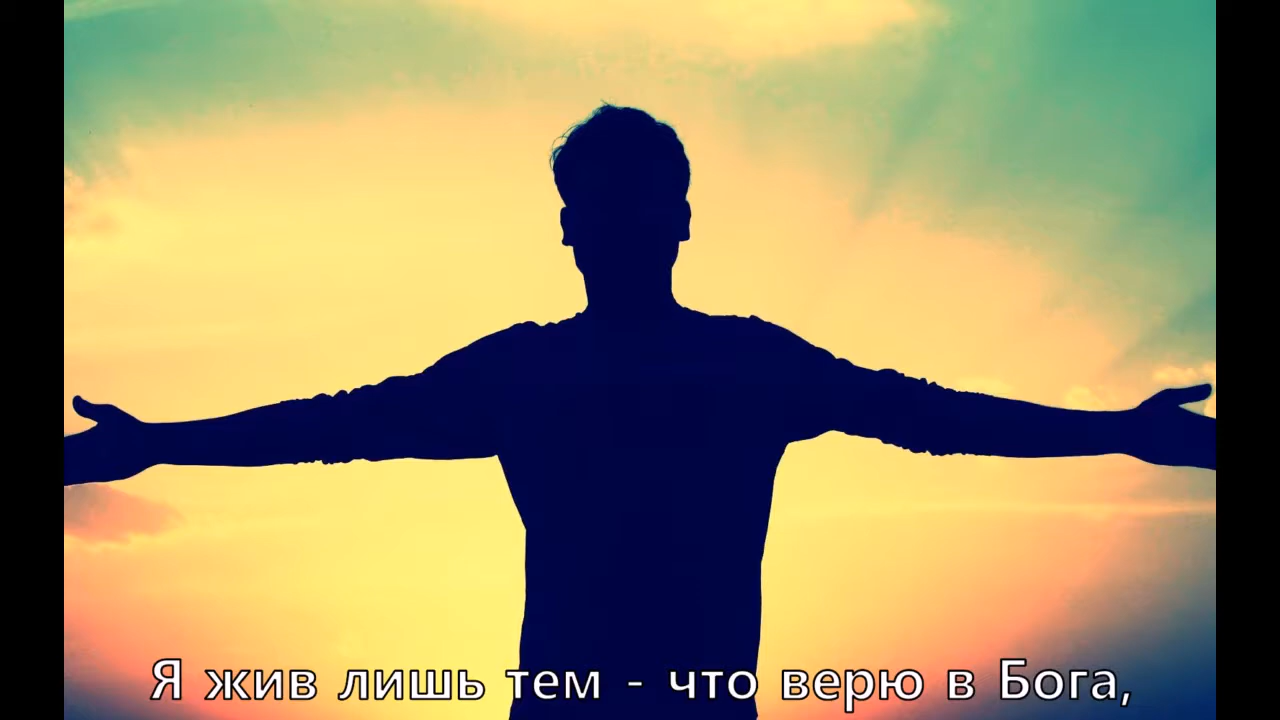 Я жив лишь тем - что верю в Бога,